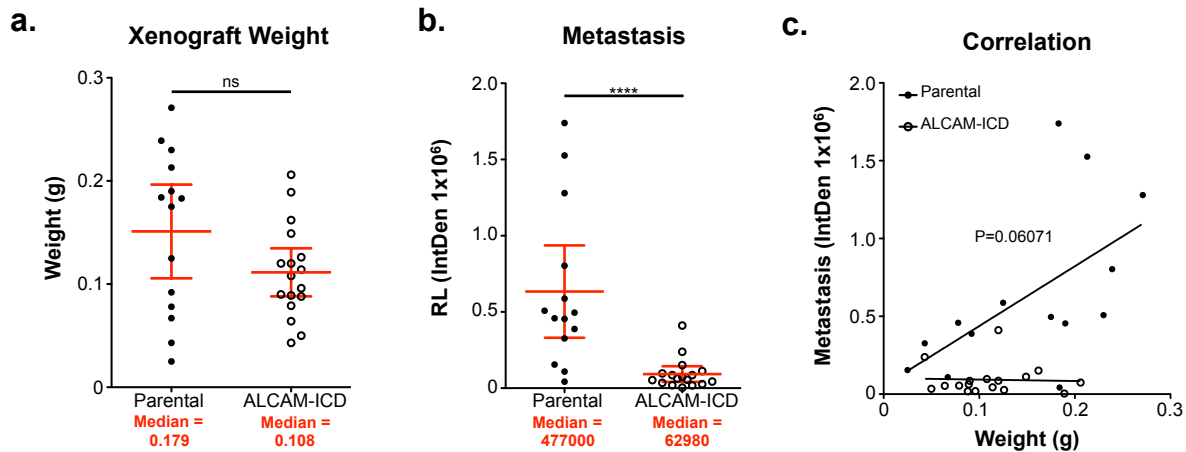 a.
Xenograft Weight
ns
0.3
0.2
0.1
0
Weight (g)
Parental
ALCAM-ICD
Median =
0.179
Median =
0.108
b.
Metastasis
****
2.0
1.5
1.0
0.5
0
RL (IntDen 1x10⁶)
Parental
ALCAM-ICD
Median =
477000
Median =
62980
c.
Correlation
Parental
ALCAM-ICD
P=0.06071
2.0
1.5
1.0
0.5
0
Metastasis (IntDen 1x10⁶)
0
0.1
0.2
0.3
Weight (g)